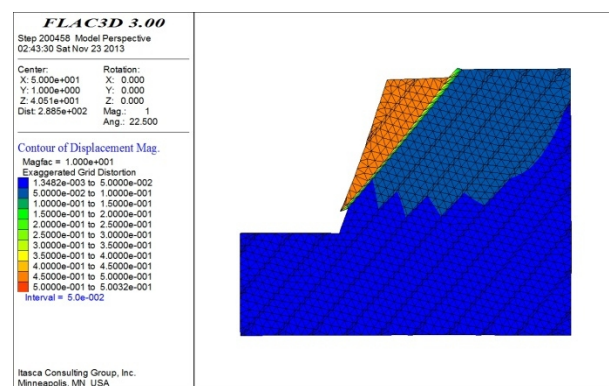 FLAC3D 3.00
Step 200458 Model Perspective
02:43:30 Sat Nov 23 2013
Center: Rotation:
X: 5.000e+001 X: 0.000
Y: 1.000e+000 Y: 0.000
Z: 4.051e+001 Z: 0.000
Dist: 2.885e+002 Mag.: 1
Ang.: 22.500
Contour of Displacement Mag.
Magfac = 1.000e+001
Exaggerated Grid Distortion
1.3482e-003 to 5.0000e-002
5.0000e-002 to 1.0000e-001
1.0000e-001 to 1.5000e-001
1.5000e-001 to 2.0000e-001
2.0000e-001 to 2.5000e-001
2.5000e-001 to 3.0000e-001
3.0000e-001 to 3.5000e-001
3.5000e-001 to 4.0000e-001
4.0000e-001 to 4.5000e-001
4.5000e-001 to 5.0000e-001
5.0000e-001 to 5.0032e-001
Interval = 5.0e-002
Itasca Consulting Group, Inc.
Minneapolis, MN USA